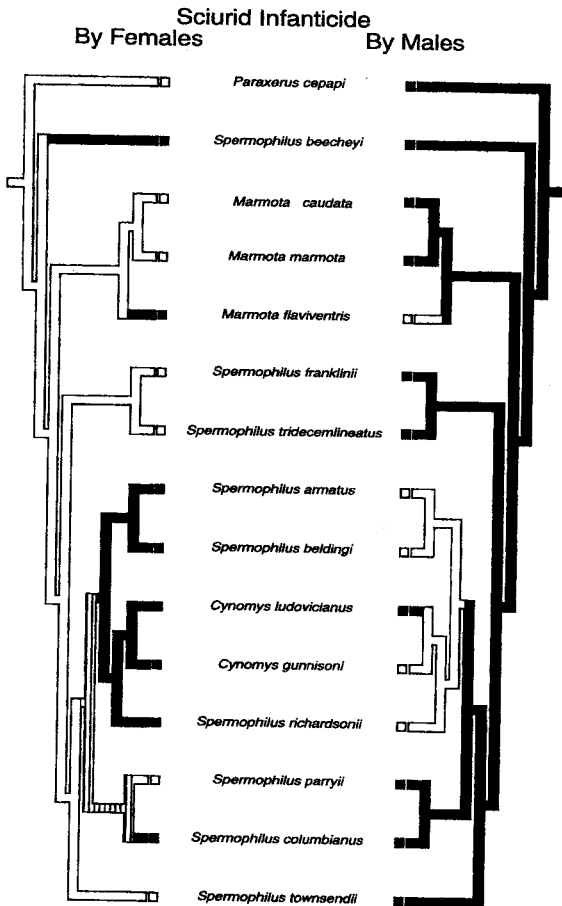 Sciurid Infanticide
By Females By Males
Paraxerus cepapi
Spermophilus beecheyi
Marmota caudata
Marmota marmota
Marmota flaviventris
Spermophilus franklinii
Spermophilus tridecemlineatus
Spermophilus armatus
Spermophilus beldingi
Cynomys ludovicianus
Cynomys gunnisoni
Spermophilus richardsonii
Spermophilus parryii
Spermophilus columbianus
Spermophilus townsendii